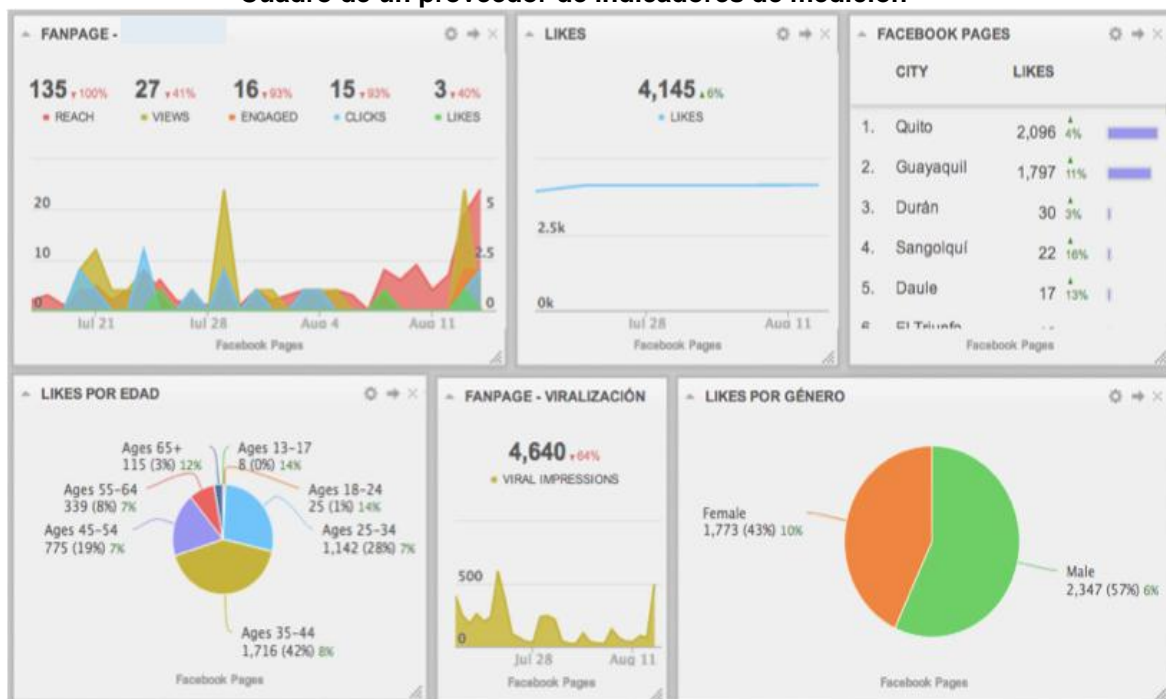 Cuadro de un proveedor de indicadores de medición
FANPAGE -
135 ▼100% 27 ▼41% 16 ▼93% 15 ▼93% 3 ▼40%
REACH VIEWS ENGAGED CLICKS LIKES
20 5
10 2.5
0 0
Jul 21 Jul 28 Aug 4 Aug 11
Facebook Pages
LIKES
4,145 ▲6%
LIKES
2.5k
0k
Jul 28 Aug 11
Facebook Pages
FACEBOOK PAGES
CITY LIKES
1. Quito 2,096 ▲ 4%
2. Guayaquil 1,797 ▲ 11%
3. Durán 30 ▲ 3%
4. Sangolquí 22 ▲ 16%
5. Daule 17 ▲ 13%
6. El Triunfo
Facebook Pages
LIKES POR EDAD
Ages 65+
115 (3%) 12%
Ages 13-17
8 (0%) 14%
Ages 55-64
339 (8%) 7%
Ages 18-24
25 (1%) 14%
Ages 45-54
775 (19%) 7%
Ages 25-34
1,142 (28%) 7%
Ages 35-44
1,716 (42%) 8%
Facebook Pages
FANPAGE - VIRALIZACIÓN
4,640 ▼64%
VIRAL IMPRESSIONS
500
0
Jul 28 Aug 11
Facebook Pages
LIKES POR GÉNERO
Female
1,773 (43%) 10%
Male
2,347 (57%) 6%
Facebook Pages